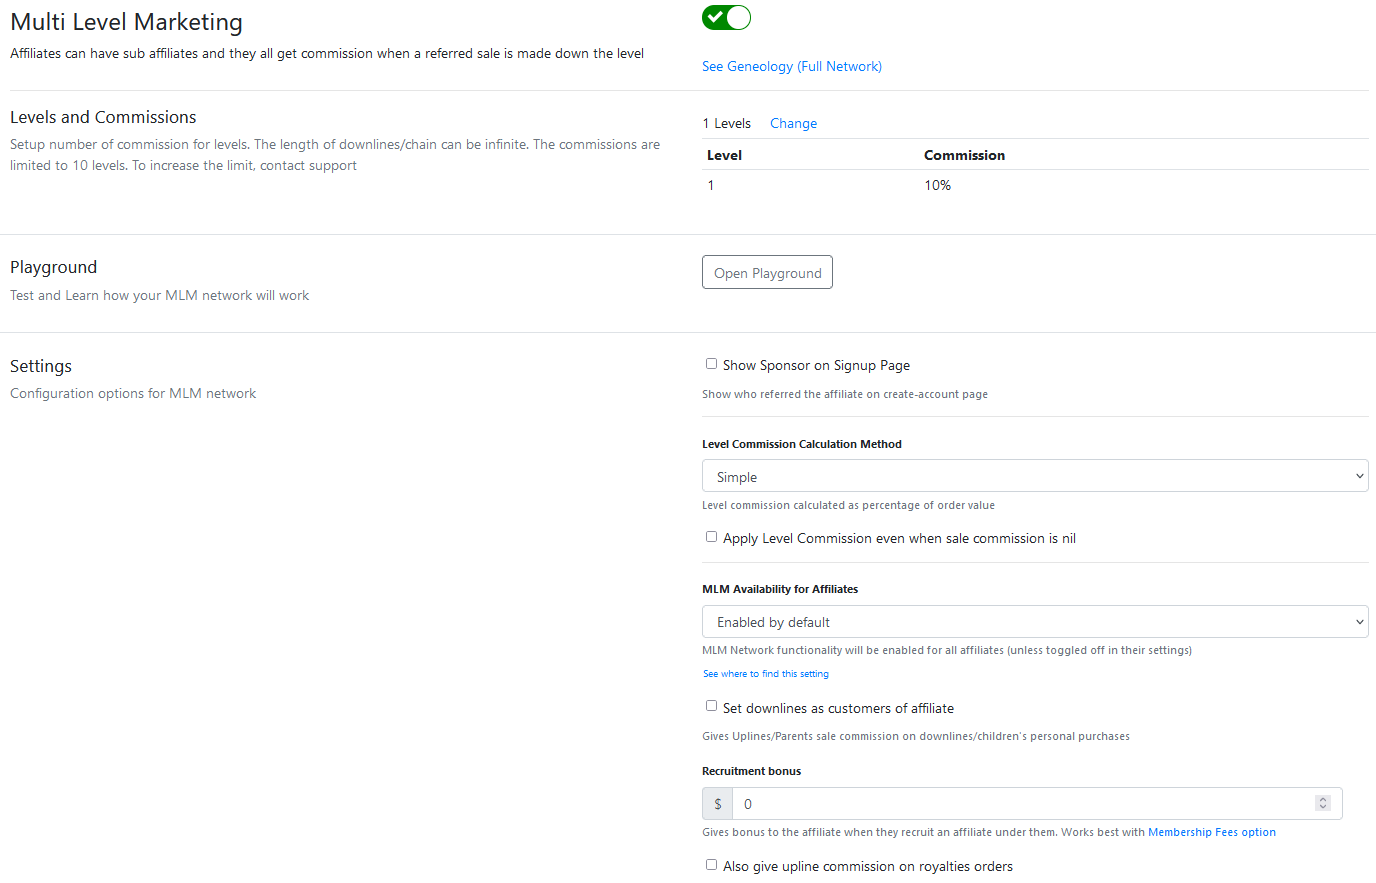 Multi Level Marketing
Affiliates can have sub affiliates and they all get commission when a referred sale is made down the level
See Geneology (Full Network)
Levels and Commissions
Setup number of commission for levels. The length of downlines/chain can be infinite. The commissions are
limited to 10 levels. To increase the limit, contact support
1 Levels Change
Level Commission
1 10%
Playground
Test and Learn how your MLM network will work
Open Playground
Settings
Configuration options for MLM network
Show Sponsor on Signup Page
Show who referred the affiliate on create-account page
Level Commission Calculation Method
Simple
Level commission calculated as percentage of order value
Apply Level Commission even when sale commission is nil
MLM Availability for Affiliates
Enabled by default
MLM Network functionality will be enabled for all affiliates (unless toggled off in their settings)
See where to find this setting
Set downlines as customers of affiliate
Gives Uplines/Parents sale commission on downlines/children's personal purchases
Recruitment bonus
$ 0
Gives bonus to the affiliate when they recruit an affiliate under them. Works best with Membership Fees option
Also give upline commission on royalties orders